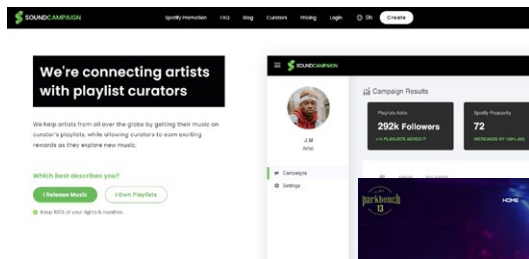 SOUNDCAMPAIGN
Spotify Promotion FAQ Blog Curators Pricing Login EN Create
We're connecting artists
with playlist curators
We help artists from all over the globe by getting their music on
curator's playlists, while allowing curators to earn exciting
rewards as they explore new music.
Which best describes you?
I Release Music
I Own Playlists
Keep 100% of your rights & royalties.
SOUNDCAMPAIGN
J.M
Artist
Campaigns
Settings
Campaign Results
Playlists Adds
292k Followers
Spotify Popularity
72
All
parkbench
13
HOME